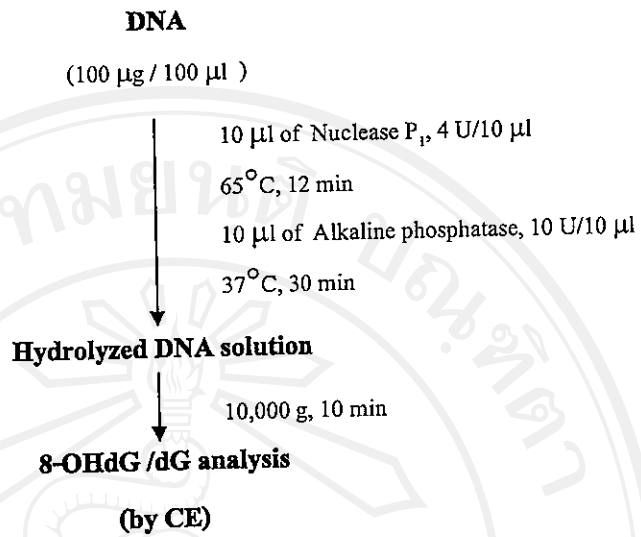 DNA
(100 μg / 100 μl )
10 μl of Nuclease P₁, 4 U/10 μl
65°C, 12 min
10 μl of Alkaline phosphatase, 10 U/10 μl
37°C, 30 min
Hydrolyzed DNA solution
10,000 g, 10 min
8-OHdG /dG analysis
(by CE)